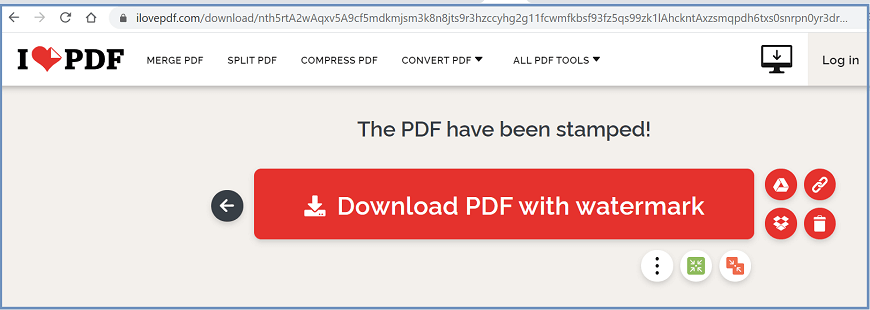 ilovepdf.com/download/nth5rtA2wAqxv5A9cf5mdkmjsm3k8n8jts9r3hzccyhg2g11fcwmfkbsf93fz5qs99zk1lAhckntAxzsmqpdh6txs0snrpn0yr3dr...
I PDF MERGE PDF SPLIT PDF COMPRESS PDF CONVERT PDF ALL PDF TOOLS Log in
The PDF have been stamped!
Download PDF with watermark